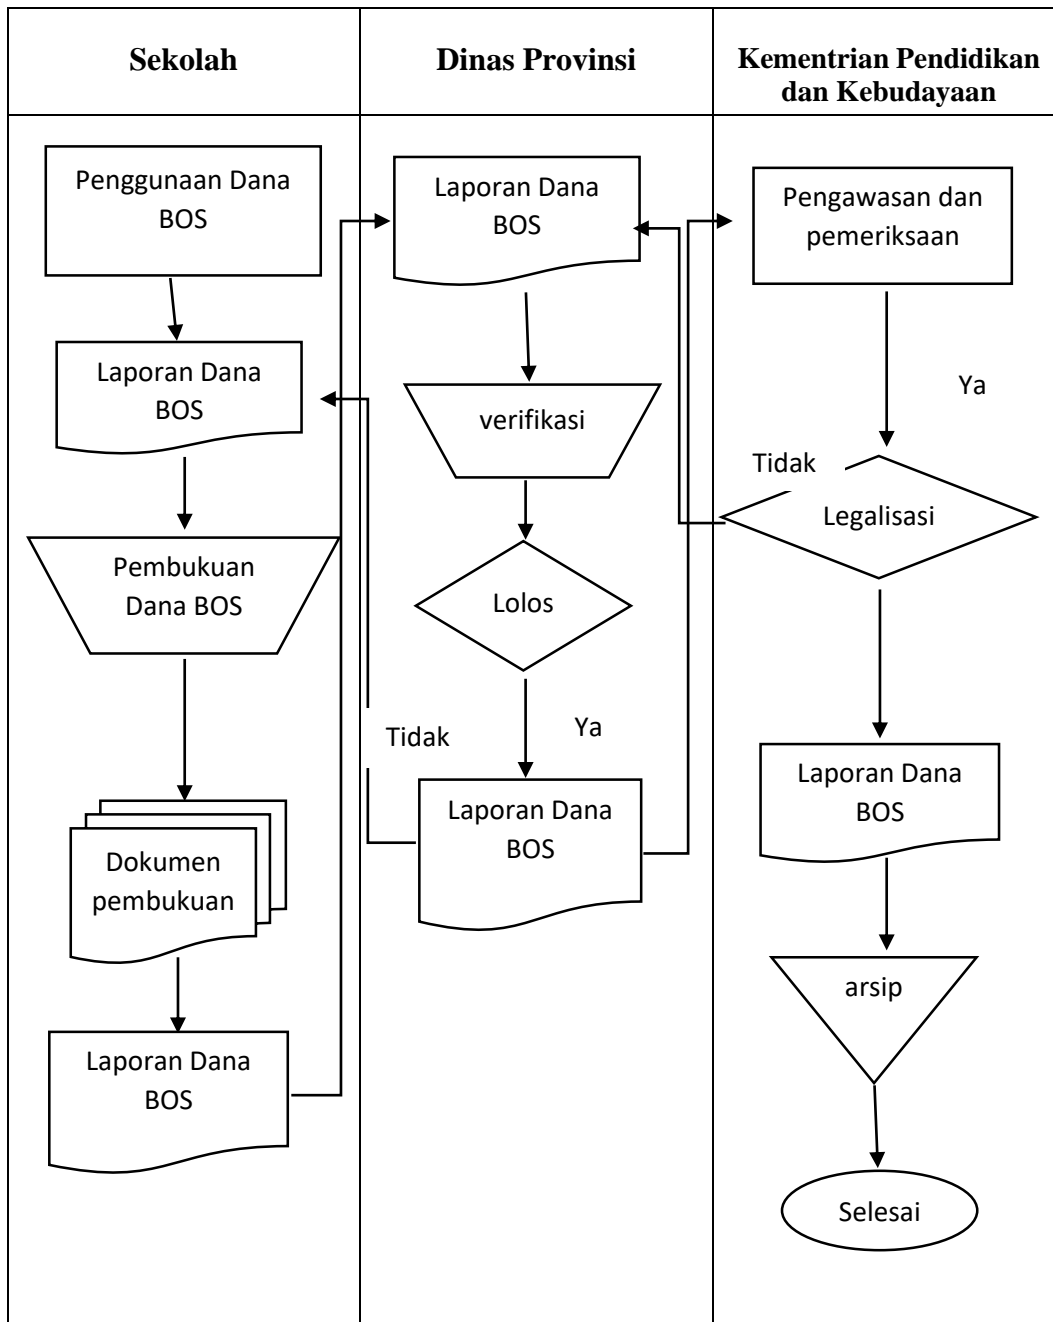 Sekolah
Dinas Provinsi
Kementrian Pendidikan
dan Kebudayaan
Penggunaan Dana
BOS
Laporan Dana
BOS
Pembukuan
Dana BOS
Dokumen
pembukuan
Laporan Dana
BOS
Laporan Dana
BOS
verifikasi
Lolos
Tidak
Ya
Laporan Dana
BOS
Pengawasan dan
pemeriksaan
Ya
Tidak
Legalisasi
Laporan Dana
BOS
arsip
Selesai